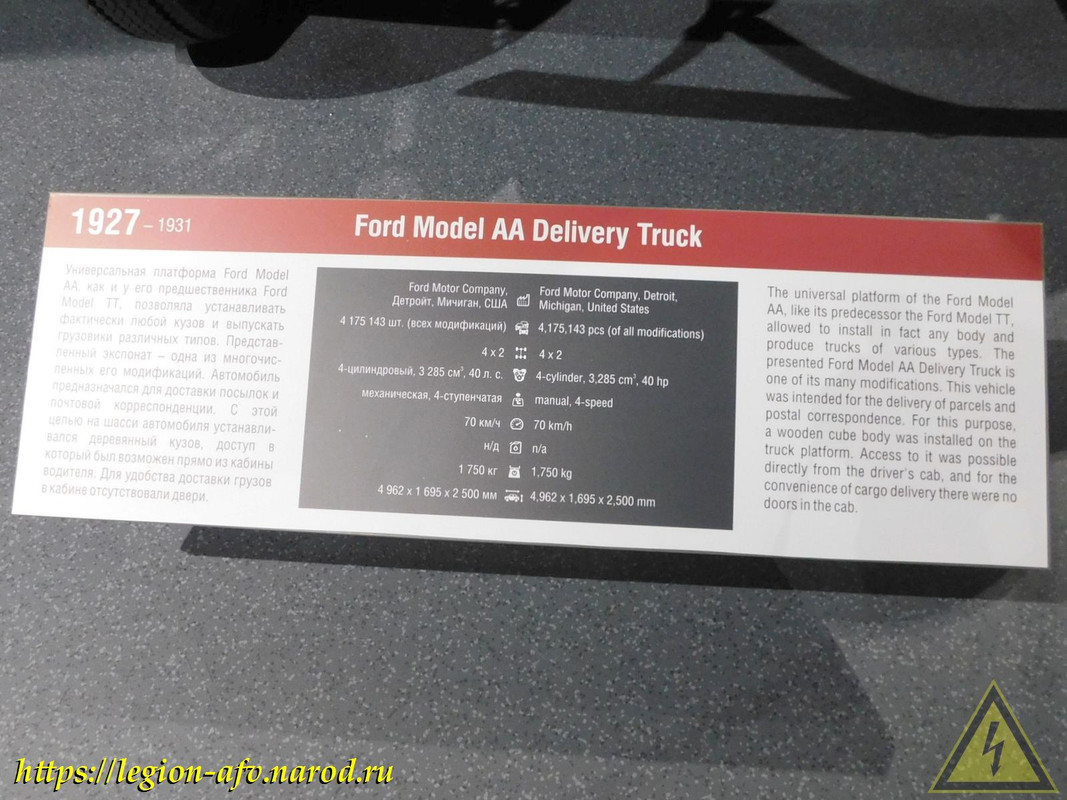 1927 – 1931
Ford Model AA Delivery Truck
Универсальная платформа Ford Model
AA, как и у его предшественника Ford
Model TT, позволяла устанавливать
фактически любой кузов и выпускать
грузовики различных типов. Представ-
ленный экспонат – одна из многочис-
ленных его модификаций. Автомобиль
предназначался для доставки посылок и
почтовой корреспонденции. С этой
целью на шасси автомобиля устанавли-
вался деревянный кузов, доступ в
который был возможен прямо из кабины
водителя. Для удобства доставки грузов
в кабине отсутствовали двери.
Ford Motor Company,
Детройт, Мичиган, США
Ford Motor Company, Detroit,
Michigan, United States
4 175 143 шт. (всех модификаций) 4,175,143 pcs (of all modifications)
4 x 2 4 x 2
4-цилиндровый, 3 285 см³, 40 л. с. 4-cylinder, 3,285 cm³, 40 hp
механическая, 4-ступенчатая manual, 4-speed
70 км/ч 70 km/h
н/д n/a
1 750 кг 1,750 kg
4 962 x 1 695 x 2 500 мм 4,962 x 1,695 x 2,500 mm
The universal platform of the Ford Model
AA, like its predecessor the Ford Model TT,
allowed to install in fact any body and
produce trucks of various types. The
presented Ford Model AA Delivery Truck is
one of its many modifications. This vehicle
was intended for the delivery of parcels and
postal correspondence. For this purpose,
a wooden cube body was installed on the
truck platform. Access to it was possible
directly from the driver's cab, and for the
convenience of cargo delivery there were no
doors in the cab.
https://legion-afv.narod.ru